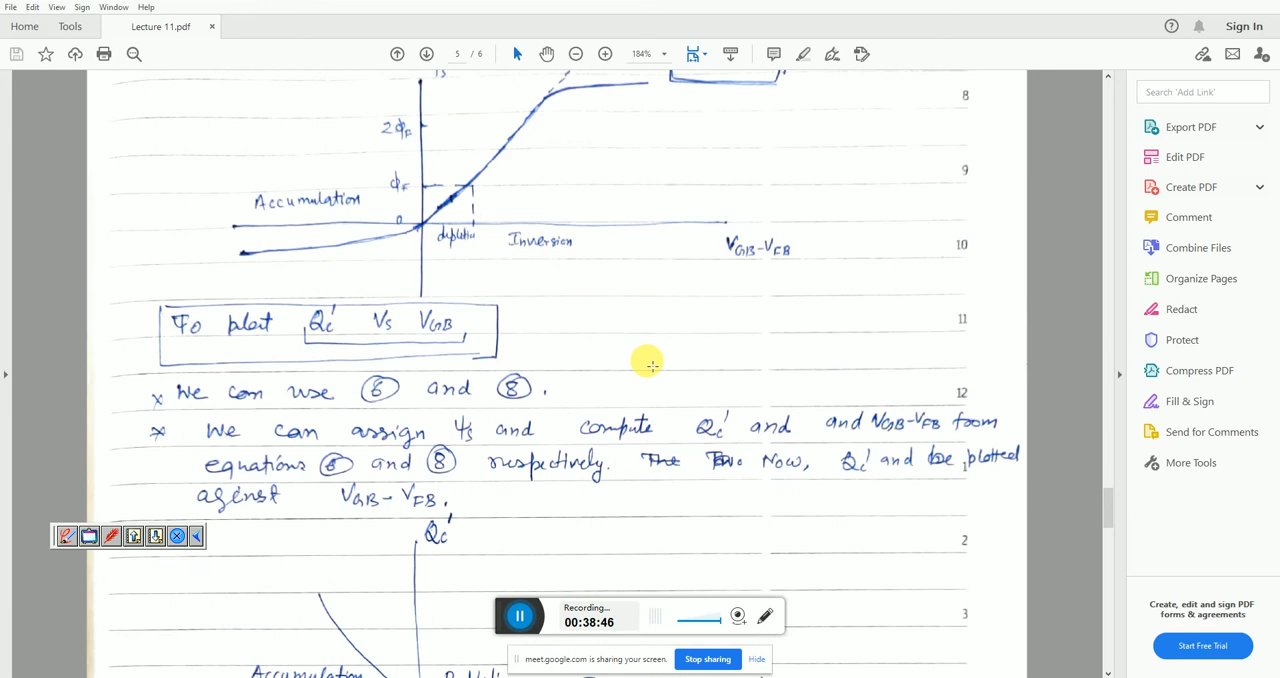 File Edit View Sign Window Help
Home Tools Lecture 11.pdf × Sign In
5 / 6 184%
8
2ϕF
9
ϕF
Accumulation
0
Inversion
VGB-VFB
10
To plot Qc' Vs VGB
11
× We can use 6 and 8.
12
× We can assign ψs and compute Qc' and and VGB-VFB from
equations 6 and 8 respectively. The Two Now, Qc' and be plotted
1
against VGB - VFB.
Qc'
2
3
Accumulation
Search 'Add Link'
Export PDF
Edit PDF
Create PDF
Comment
Combine Files
Organize Pages
Redact
Protect
Compress PDF
Fill & Sign
Send for Comments
More Tools
Create, edit and sign PDF
forms & agreements
Start Free Trial
Recording...
00:38:46
meet.google.com is sharing your screen. Stop sharing Hide